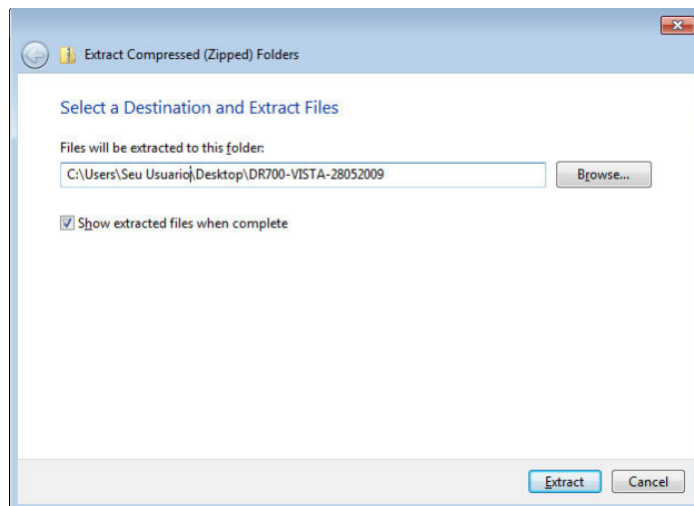 Extract Compressed (Zipped) Folders
Select a Destination and Extract Files
Files will be extracted to this folder:
C:\Users\Seu Usuario\Desktop\DR700-VISTA-28052009
Browse...
Show extracted files when complete
Extract Cancel